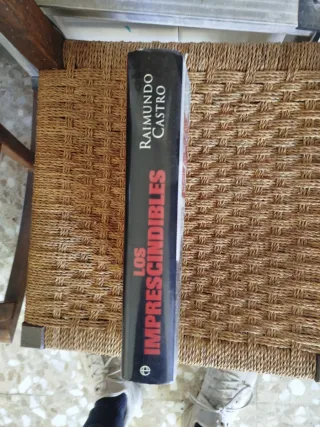 RAIMUNDO
CASTRO
LOS
IMPRESCINDIBLES
e